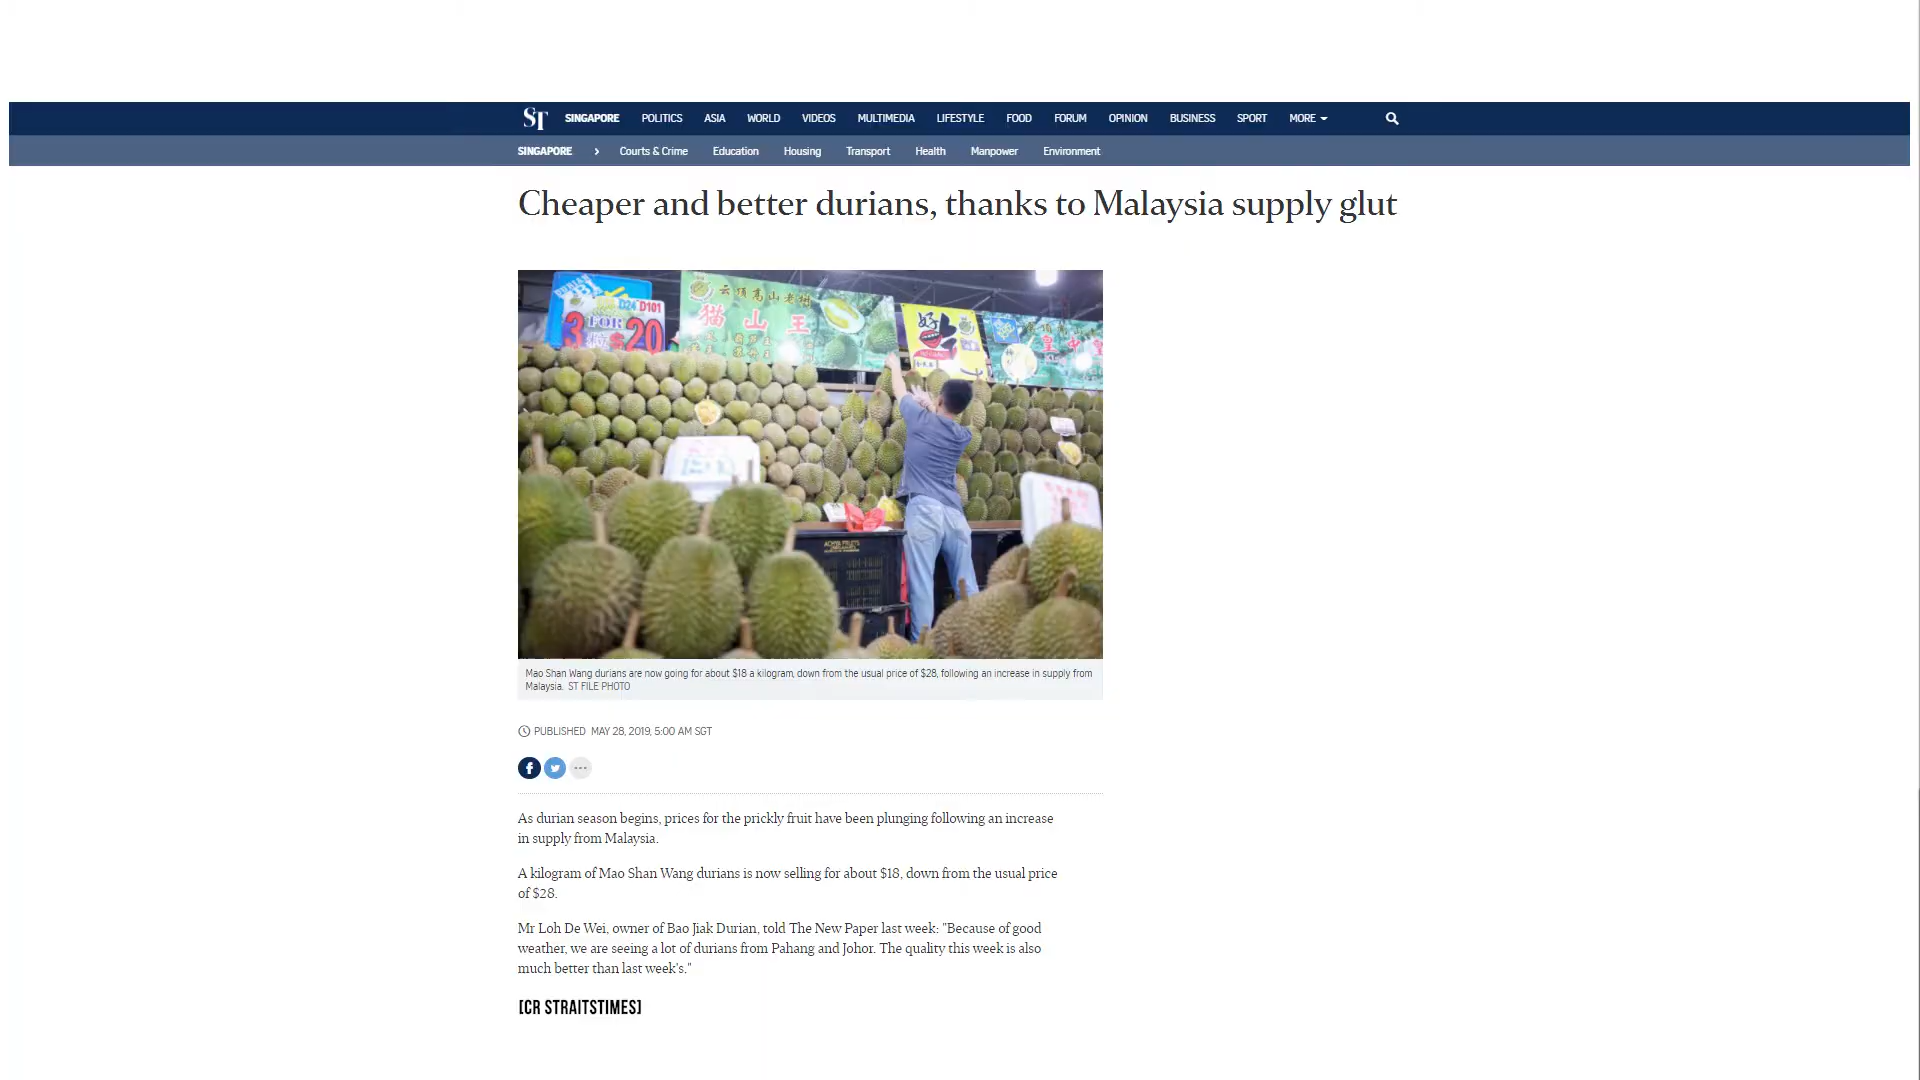 ST SINGAPORE POLITICS ASIA WORLD VIDEOS MULTIMEDIA LIFESTYLE FOOD FORUM OPINION BUSINESS SPORT MORE
SINGAPORE › Courts & Crime Education Housing Transport Health Manpower Environment
Cheaper and better durians, thanks to Malaysia supply glut
D24 D101
3 FOR 20
云顶高山老树
猫山王
好
Mao Shan Wang durians are now going for about $18 a kilogram, down from the usual price of $28, following an increase in supply from
Malaysia. ST FILE PHOTO
PUBLISHED MAY 28, 2019, 5:00 AM SGT
As durian season begins, prices for the prickly fruit have been plunging following an increase
in supply from Malaysia.
A kilogram of Mao Shan Wang durians is now selling for about $18, down from the usual price
of $28.
Mr Loh De Wei, owner of Bao Jiak Durian, told The New Paper last week: "Because of good
weather, we are seeing a lot of durians from Pahang and Johor. The quality this week is also
much better than last week's."
[CR STRAITSTIMES]